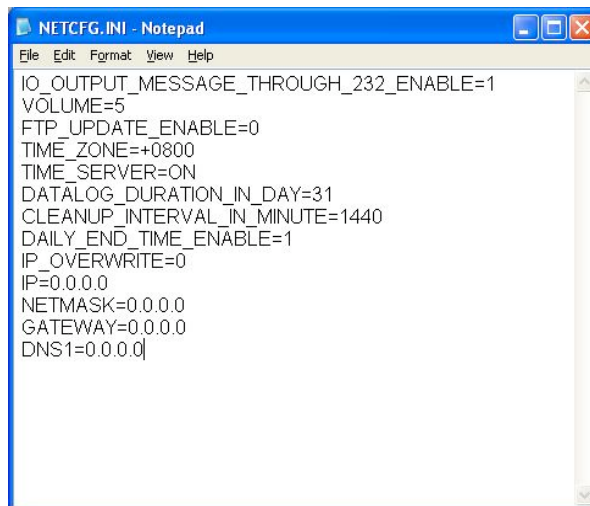 NETCFG.INI - Notepad
File Edit Format View Help
IO_OUTPUT_MESSAGE_THROUGH_232_ENABLE=1
VOLUME=5
FTP_UPDATE_ENABLE=0
TIME_ZONE=+0800
TIME_SERVER=ON
DATALOG_DURATION_IN_DAY=31
CLEANUP_INTERVAL_IN_MINUTE=1440
DAILY_END_TIME_ENABLE=1
IP_OVERWRITE=0
IP=0.0.0.0
NETMASK=0.0.0.0
GATEWAY=0.0.0.0
DNS1=0.0.0.0